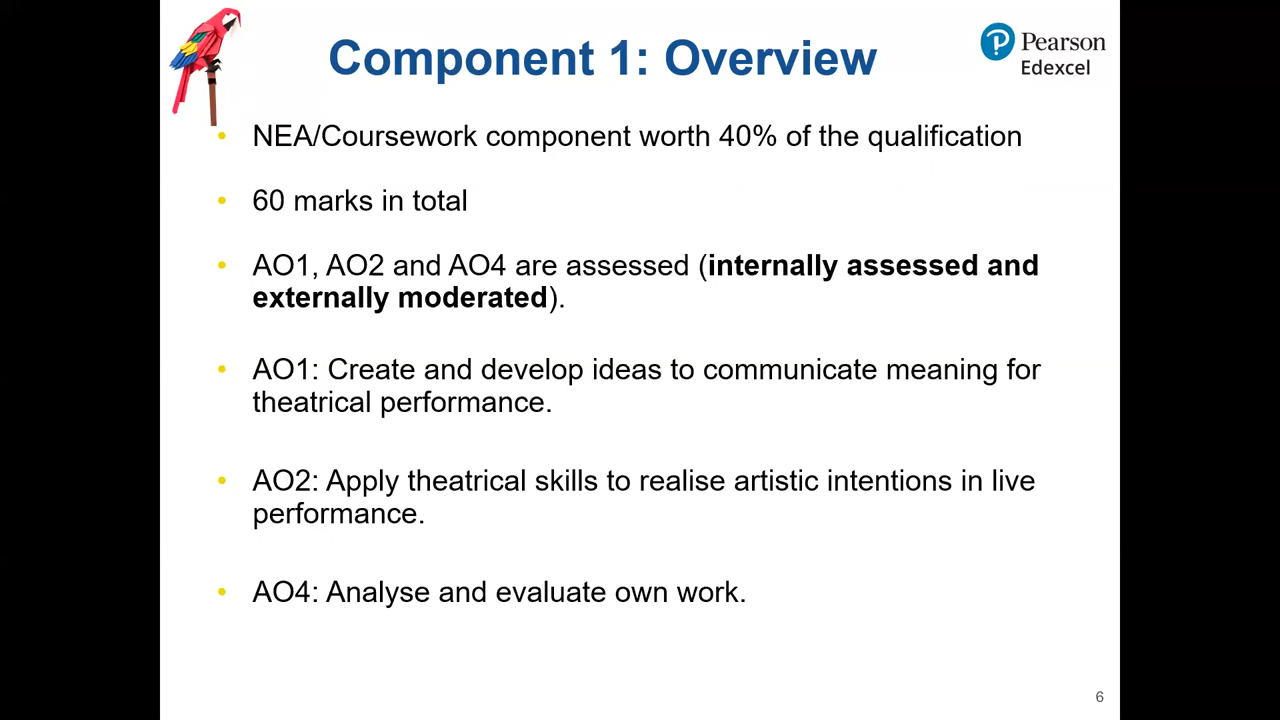 Component 1: Overview
Pearson
Edexcel
• NEA/Coursework component worth 40% of the qualification
• 60 marks in total
• AO1, AO2 and AO4 are assessed (internally assessed and
externally moderated).
• AO1: Create and develop ideas to communicate meaning for
theatrical performance.
• AO2: Apply theatrical skills to realise artistic intentions in live
performance.
• AO4: Analyse and evaluate own work.
6